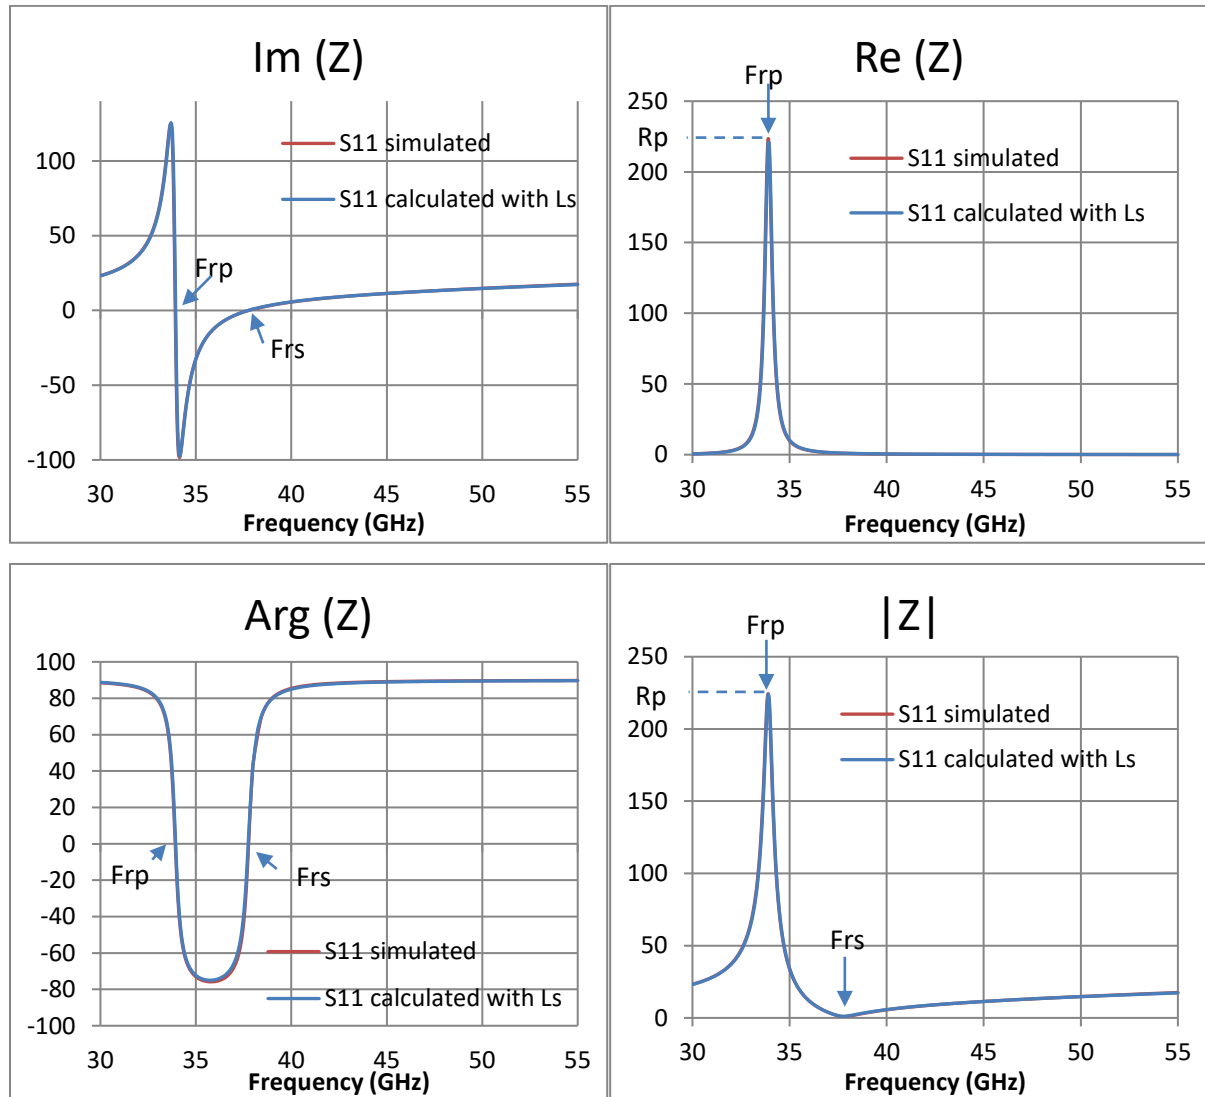 Im (Z)
S11 simulated
S11 calculated with Ls
Frp
Frs
100
50
0
-50
-100
30 35 40 45 50 55
Frequency (GHz)
Re (Z)
Frp
Rp
S11 simulated
S11 calculated with Ls
250
200
150
100
50
0
30 35 40 45 50 55
Frequency (GHz)
Arg (Z)
100
80
60
40
20
0
-20
-40
-60
-80
-100
Frp
Frs
S11 simulated
S11 calculated with Ls
30 35 40 45 50 55
Frequency (GHz)
|Z|
Frp
Rp
S11 simulated
S11 calculated with Ls
Frs
250
200
150
100
50
0
30 35 40 45 50 55
Frequency (GHz)